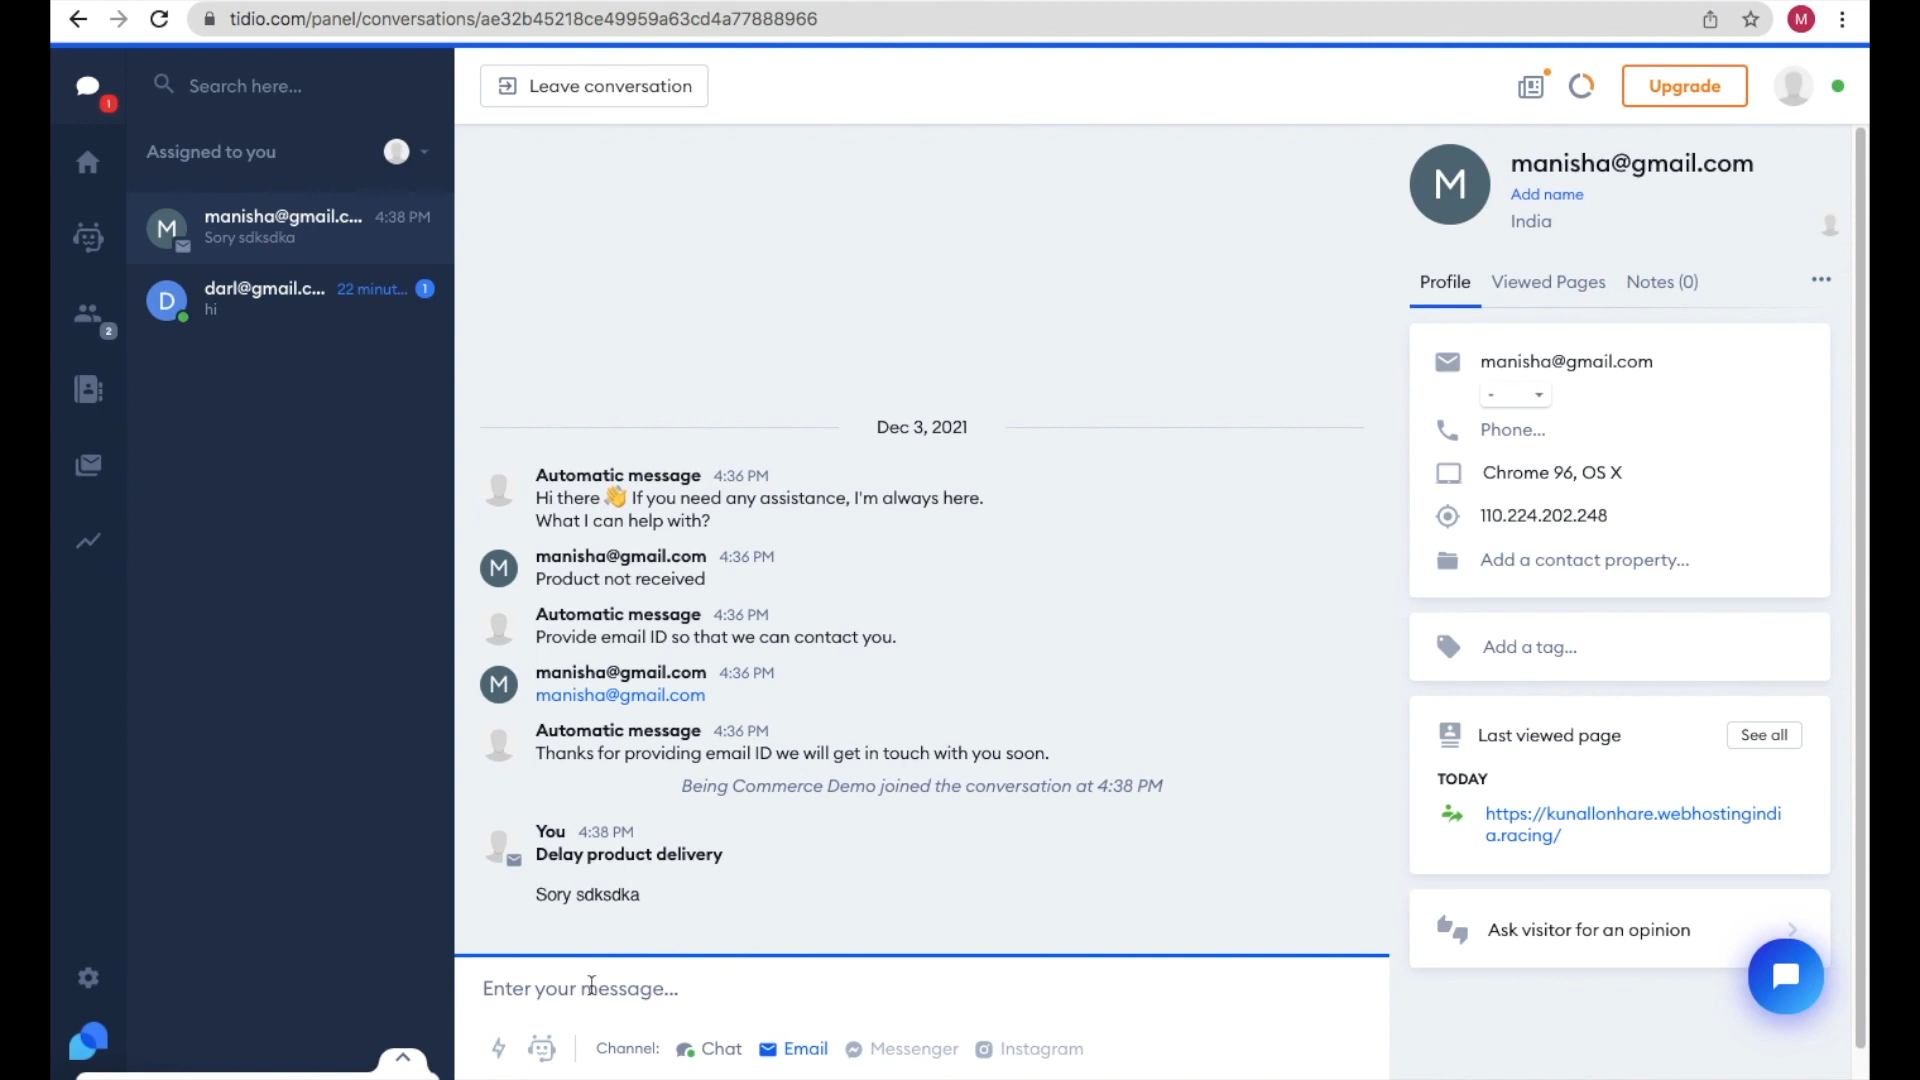 tidio.com/panel/conversations/ae32b45218ce49959a63cd4a77888966
M
1
Search here...
Leave conversation
Upgrade
Assigned to you
M
manisha@gmail.c...
4:38 PM
Sory sdksdka
D
darl@gmail.c...
22 minut...
1
hi
2
Dec 3, 2021
Automatic message 4:36 PM
Hi there 👋 If you need any assistance, I'm always here.
What I can help with?
M
manisha@gmail.com 4:36 PM
Product not received
Automatic message 4:36 PM
Provide email ID so that we can contact you.
M
manisha@gmail.com 4:36 PM
manisha@gmail.com
Automatic message 4:36 PM
Thanks for providing email ID we will get in touch with you soon.
Being Commerce Demo joined the conversation at 4:38 PM
You 4:38 PM
Delay product delivery
Sory sdksdka
Enter your message...
Channel: Chat Email Messenger Instagram
M
manisha@gmail.com
Add name
India
Profile Viewed Pages Notes (0)
manisha@gmail.com
-
Phone...
Chrome 96, OS X
110.224.202.248
Add a contact property...
Add a tag...
Last viewed page
See all
TODAY
https://kunallonhare.webhostingindi
a.racing/
Ask visitor for an opinion